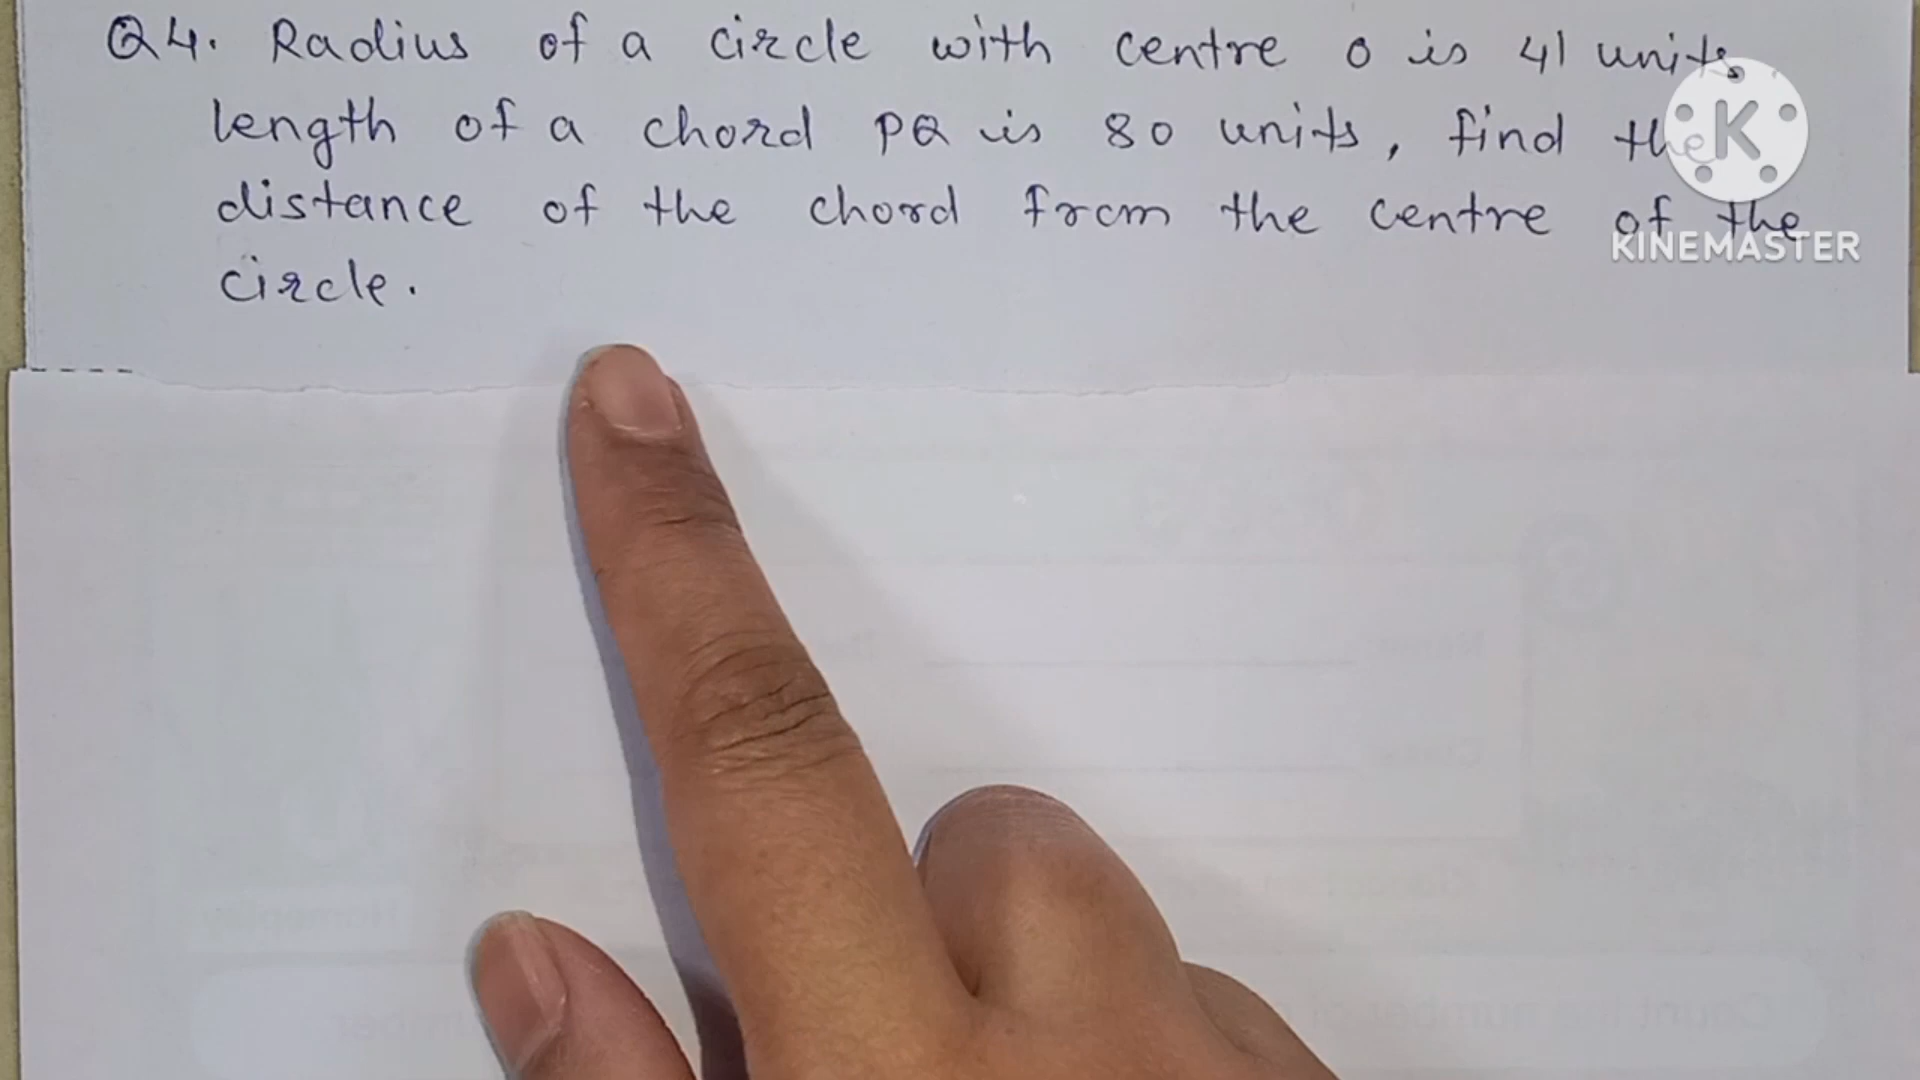 Q4. Radius of a circle with centre O is 41 units,
length of a chord PQ is 80 units, find the
distance of the chord from the centre of the
circle.
K
KINEMASTER